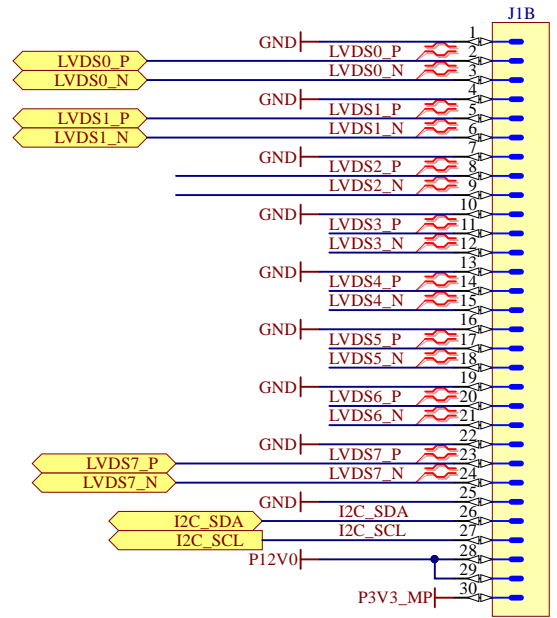 J1B
GND 1
LVDS0_P LVDS0_P 2
LVDS0_N LVDS0_N 3
GND 4
LVDS1_P LVDS1_P 5
LVDS1_N LVDS1_N 6
GND 7
LVDS2_P 8
LVDS2_N 9
GND 10
LVDS3_P 11
LVDS3_N 12
GND 13
LVDS4_P 14
LVDS4_N 15
GND 16
LVDS5_P 17
LVDS5_N 18
GND 19
LVDS6_P 20
LVDS6_N 21
GND 22
LVDS7_P LVDS7_P 23
LVDS7_N LVDS7_N 24
GND 25
I2C_SDA I2C_SDA 26
I2C_SCL I2C_SCL 27
P12V0 28
29
P3V3_MP 30